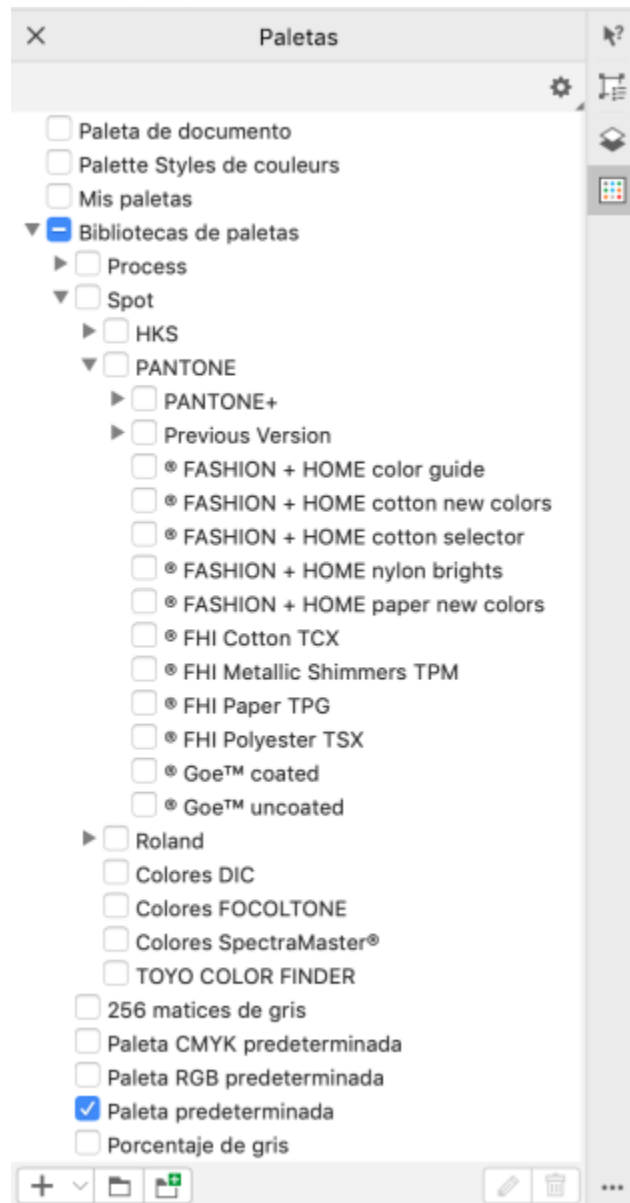 Paletas
Paleta de documento
Palette Styles de couleurs
Mis paletas
Bibliotecas de paletas
Process
Spot
HKS
PANTONE
PANTONE+
Previous Version
® FASHION + HOME color guide
® FASHION + HOME cotton new colors
® FASHION + HOME cotton selector
® FASHION + HOME nylon brights
® FASHION + HOME paper new colors
® FHI Cotton TCX
® FHI Metallic Shimmers TPM
® FHI Paper TPG
® FHI Polyester TSX
® Goe™ coated
® Goe™ uncoated
Roland
Colores DIC
Colores FOCOLTONE
Colores SpectraMaster®
TOYO COLOR FINDER
256 matices de gris
Paleta CMYK predeterminada
Paleta RGB predeterminada
Paleta predeterminada
Porcentaje de gris